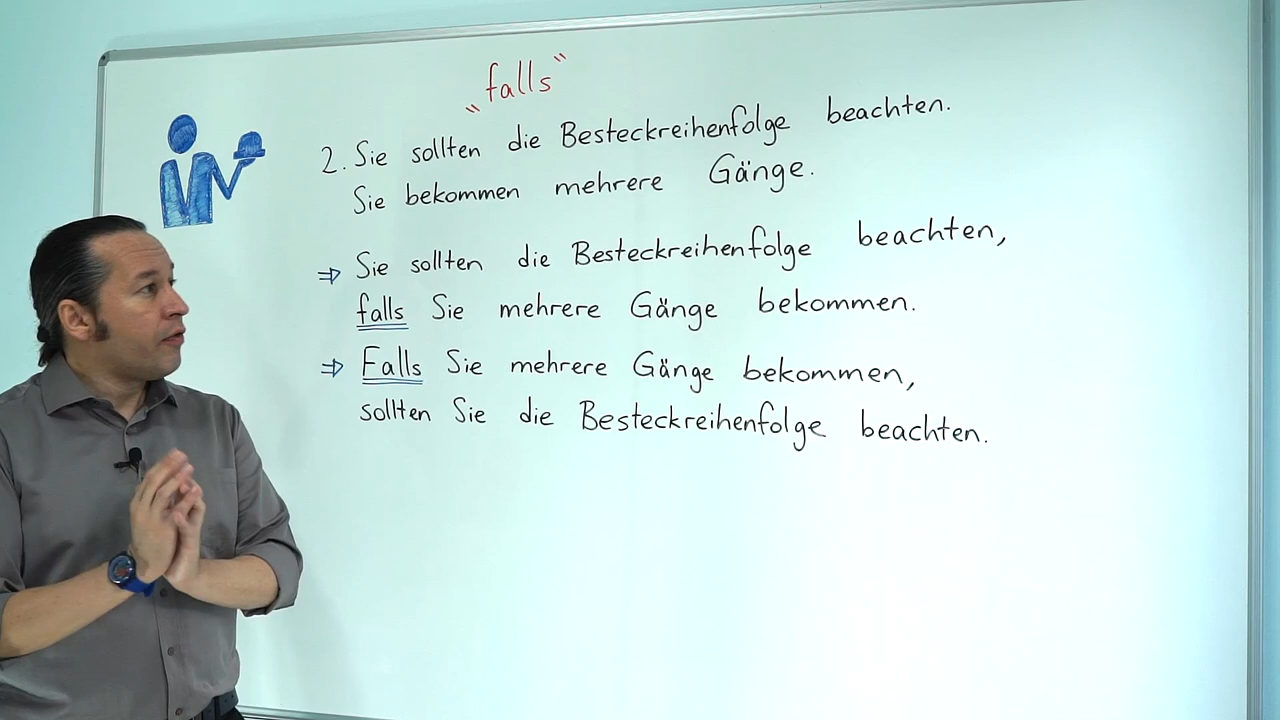 „falls“
2. Sie sollten die Besteckreihenfolge beachten.
Sie bekommen mehrere Gänge.
⇒ Sie sollten die Besteckreihenfolge beachten,
falls Sie mehrere Gänge bekommen.
⇒ Falls Sie mehrere Gänge bekommen,
sollten Sie die Besteckreihenfolge beachten.